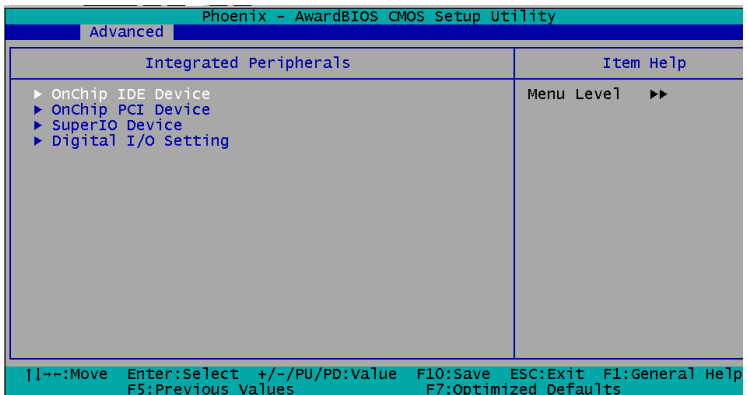 Phoenix - AwardBIOS CMOS Setup Utility
Advanced
Integrated Peripherals
Item Help
▶ OnChip IDE Device
▶ OnChip PCI Device
▶ SuperIO Device
▶ Digital I/O Setting
Menu Level ▶▶
↑↓→←:Move Enter:Select +/-/PU/PD:Value F10:Save ESC:Exit F1:General Help
F5:Previous Values F7:Optimized Defaults